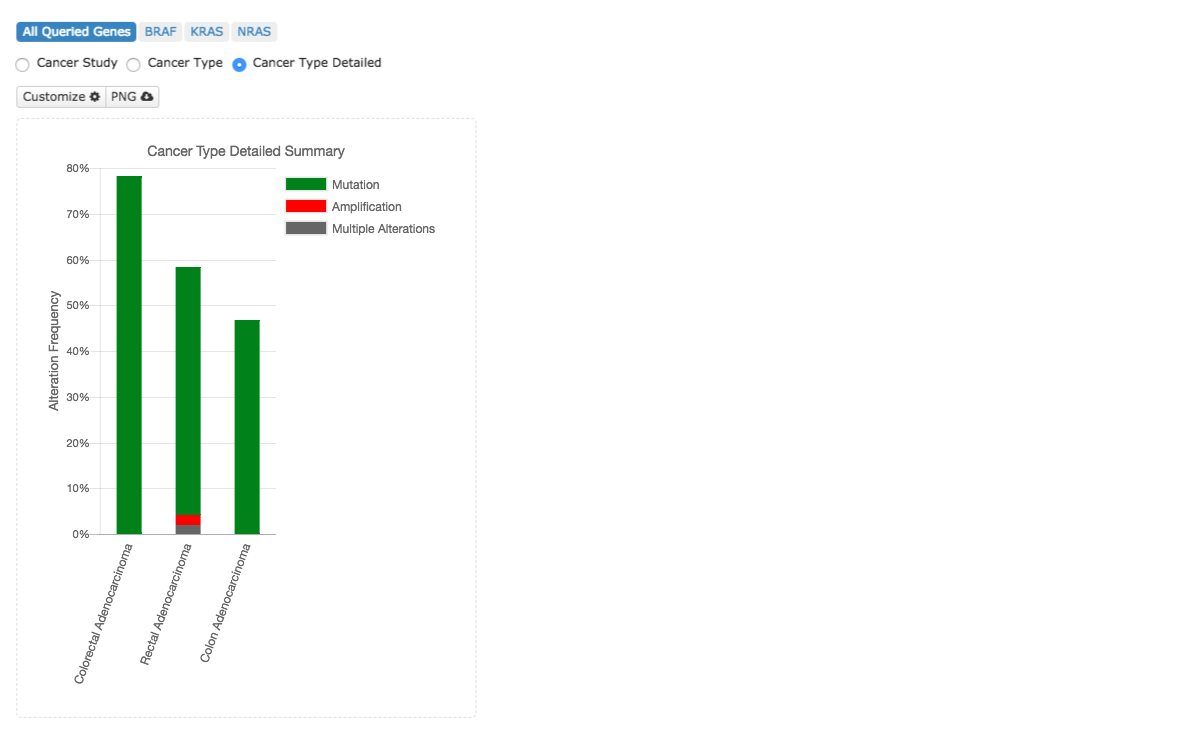 All Queried Genes BRAF KRAS NRAS
Cancer Study Cancer Type Cancer Type Detailed
Customize PNG
Cancer Type Detailed Summary
80%
70%
60%
50%
40%
30%
20%
10%
0%
Alteration Frequency
Mutation
Amplification
Multiple Alterations
Colorectal Adenocarcinoma
Rectal Adenocarcinoma
Colon Adenocarcinoma